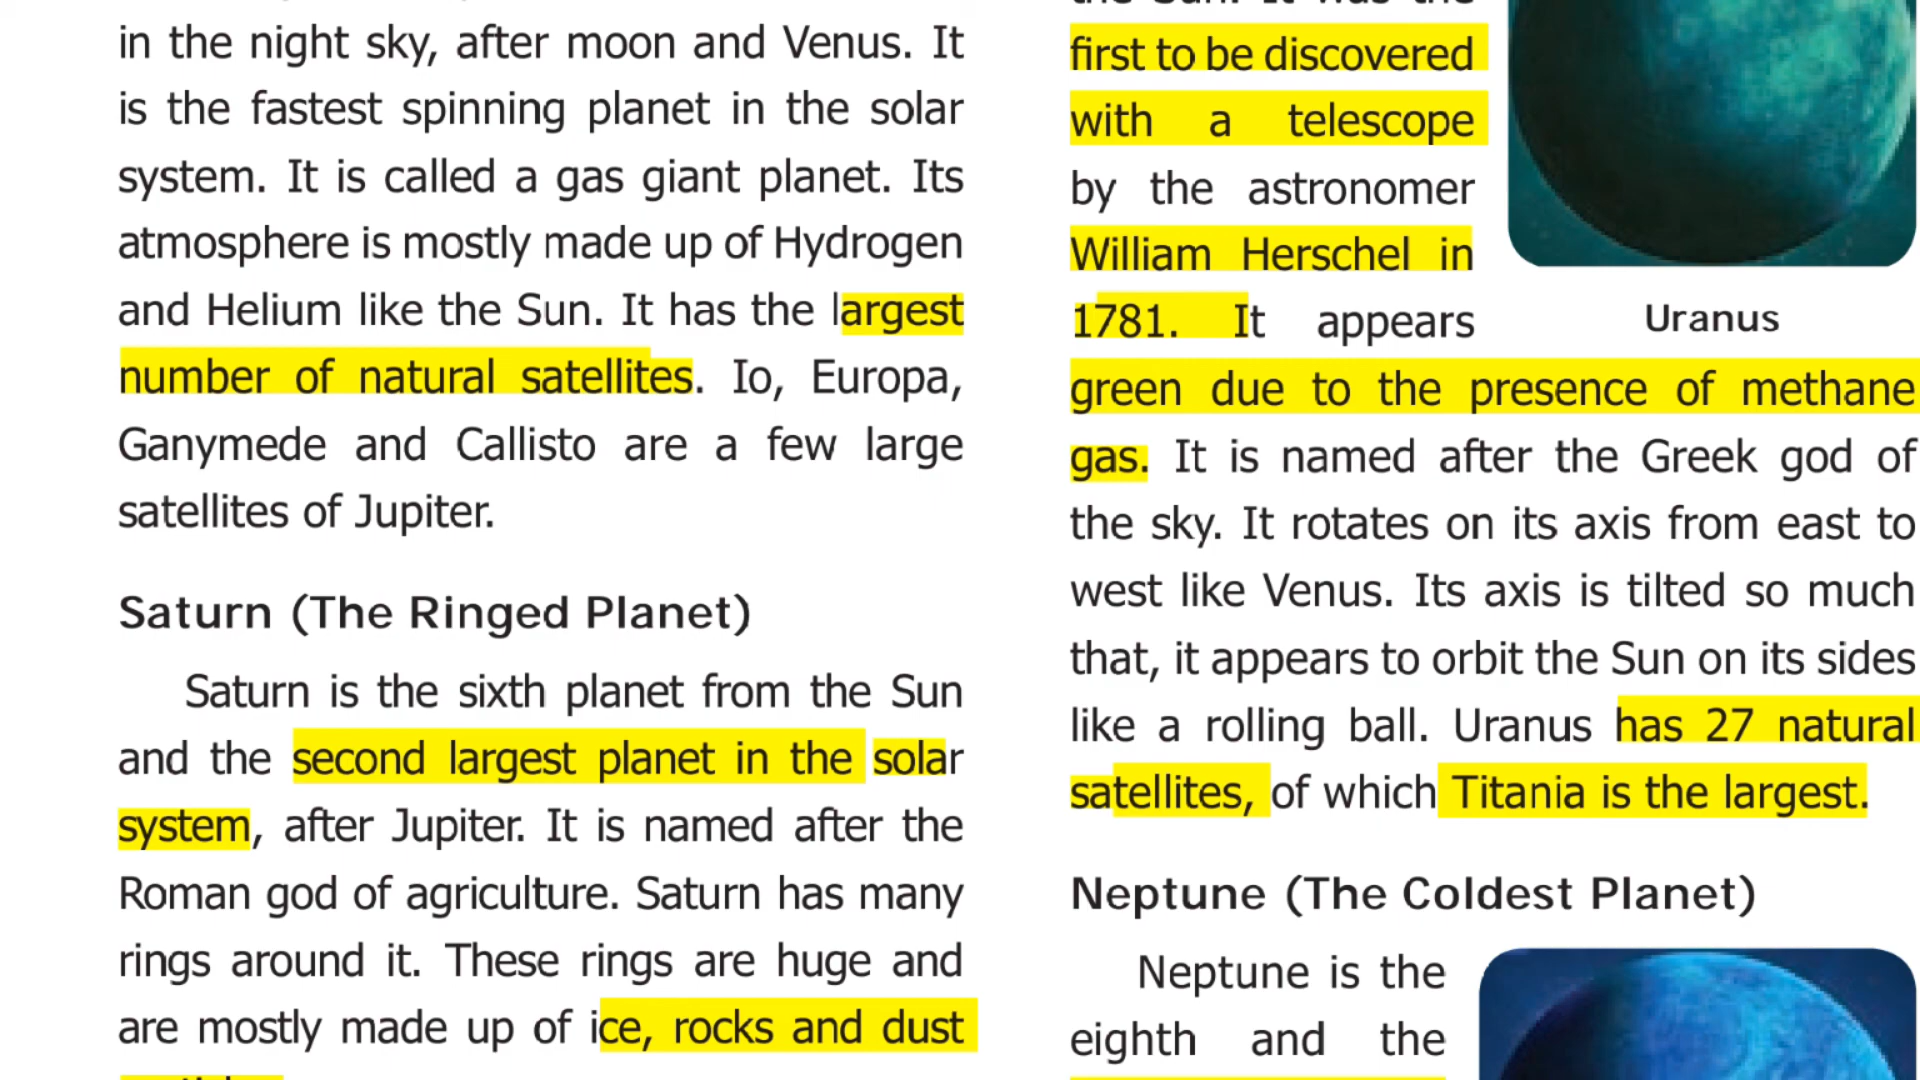 in the night sky, after moon and Venus. It
is the fastest spinning planet in the solar
system. It is called a gas giant planet. Its
atmosphere is mostly made up of Hydrogen
and Helium like the Sun. It has the largest
number of natural satellites. Io, Europa,
Ganymede and Callisto are a few large
satellites of Jupiter.
Saturn (The Ringed Planet)
Saturn is the sixth planet from the Sun
and the second largest planet in the solar
system, after Jupiter. It is named after the
Roman god of agriculture. Saturn has many
rings around it. These rings are huge and
are mostly made up of ice, rocks and dust
the Sun. It was the
first to be discovered
with a telescope
by the astronomer
William Herschel in
1781. It appears
green due to the presence of methane
gas. It is named after the Greek god of
the sky. It rotates on its axis from east to
west like Venus. Its axis is tilted so much
that, it appears to orbit the Sun on its sides
like a rolling ball. Uranus has 27 natural
satellites, of which Titania is the largest.
Uranus
Neptune (The Coldest Planet)
Neptune is the
eighth and the